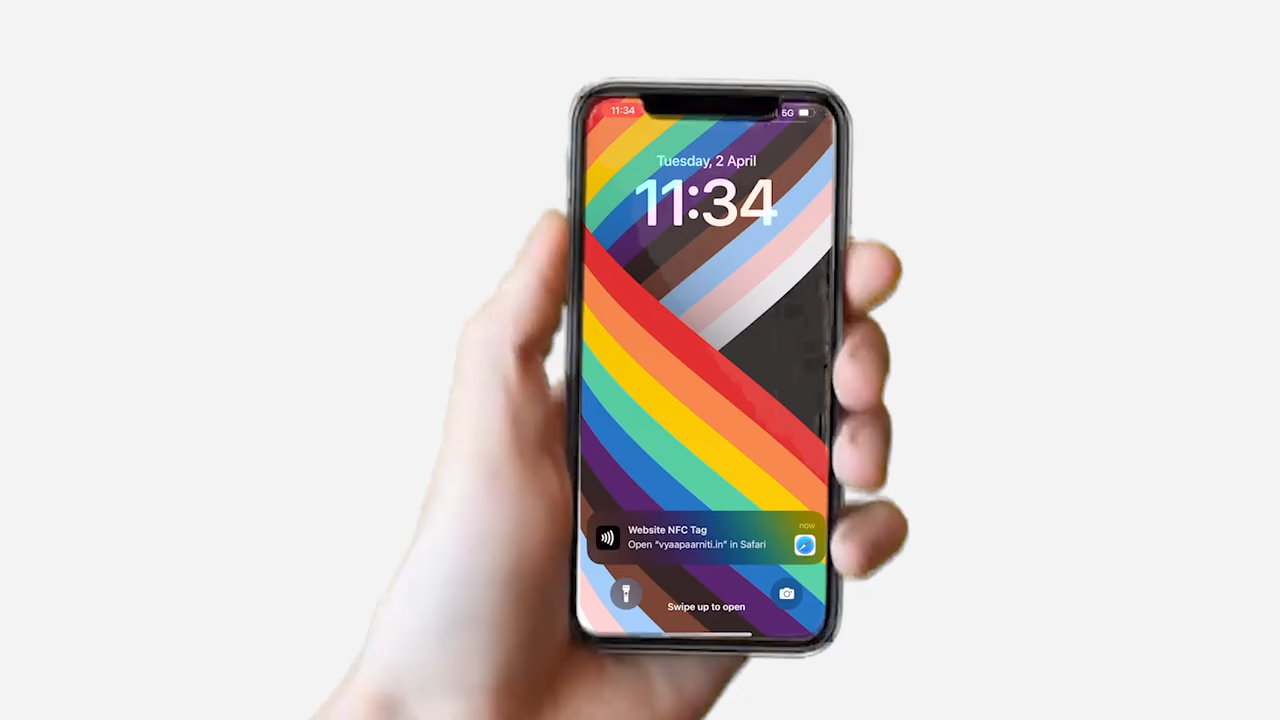 11:34
5G
Tuesday, 2 April
11:34
Website NFC Tag
now
Open “vyaapaarniti.in” in Safari
Swipe up to open